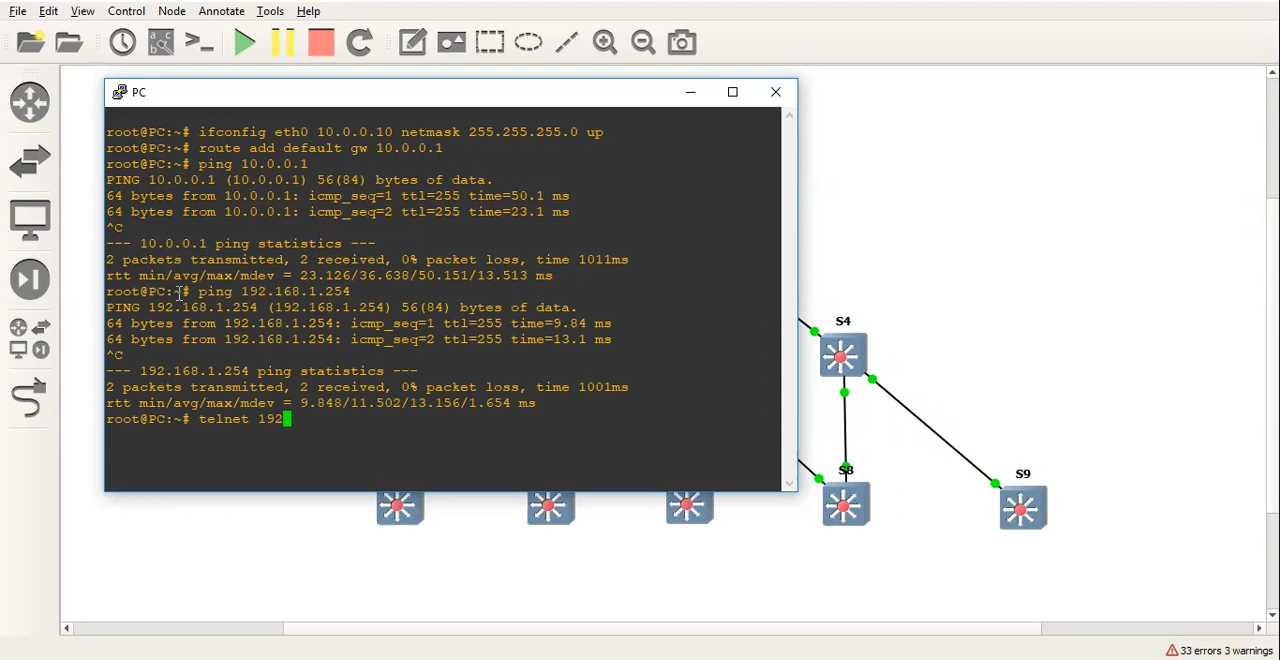 File Edit View Control Node Annotate Tools Help
PC
root@PC:~# ifconfig eth0 10.0.0.10 netmask 255.255.255.0 up
root@PC:~# route add default gw 10.0.0.1
root@PC:~# ping 10.0.0.1
PING 10.0.0.1 (10.0.0.1) 56(84) bytes of data.
64 bytes from 10.0.0.1: icmp_seq=1 ttl=255 time=50.1 ms
64 bytes from 10.0.0.1: icmp_seq=2 ttl=255 time=23.1 ms
^C
--- 10.0.0.1 ping statistics ---
2 packets transmitted, 2 received, 0% packet loss, time 1011ms
rtt min/avg/max/mdev = 23.126/36.638/50.151/13.513 ms
root@PC:~# ping 192.168.1.254
PING 192.168.1.254 (192.168.1.254) 56(84) bytes of data.
64 bytes from 192.168.1.254: icmp_seq=1 ttl=255 time=9.84 ms
64 bytes from 192.168.1.254: icmp_seq=2 ttl=255 time=13.1 ms
^C
--- 192.168.1.254 ping statistics ---
2 packets transmitted, 2 received, 0% packet loss, time 1001ms
rtt min/avg/max/mdev = 9.848/11.502/13.156/1.654 ms
root@PC:~# telnet 192
S4
S8
S9
33 errors 3 warnings